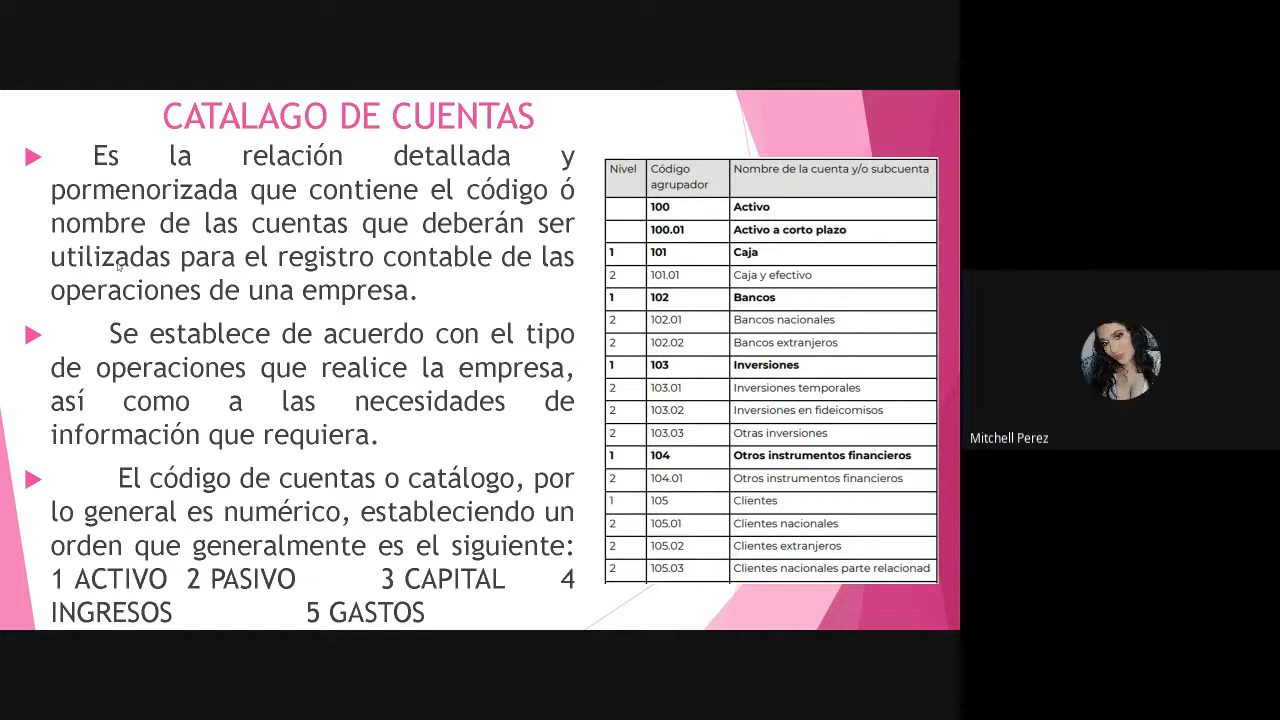 CATALAGO DE CUENTAS
Es la relación detallada y
pormenorizada que contiene el código ó
nombre de las cuentas que deberán ser
utilizadas para el registro contable de las
operaciones de una empresa.
Se establece de acuerdo con el tipo
de operaciones que realice la empresa,
así como a las necesidades de
información que requiera.
El código de cuentas o catálogo, por
lo general es numérico, estableciendo un
orden que generalmente es el siguiente:
1 ACTIVO 2 PASIVO 3 CAPITAL 4
INGRESOS 5 GASTOS
Nivel Código agrupador Nombre de la cuenta y/o subcuenta
100 Activo
100.01 Activo a corto plazo
1 101 Caja
2 101.01 Caja y efectivo
1 102 Bancos
2 102.01 Bancos nacionales
2 102.02 Bancos extranjeros
1 103 Inversiones
2 103.01 Inversiones temporales
2 103.02 Inversiones en fideicomisos
2 103.03 Otras inversiones
1 104 Otros instrumentos financieros
2 104.01 Otros instrumentos financieros
1 105 Clientes
2 105.01 Clientes nacionales
2 105.02 Clientes extranjeros
2 105.03 Clientes nacionales parte relacionad
Mitchell Perez